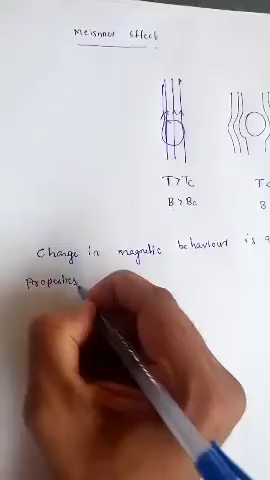 Meissner Effect
T > Tc
B > Bc
T <
B
Change in magnetic behaviour is
Properties